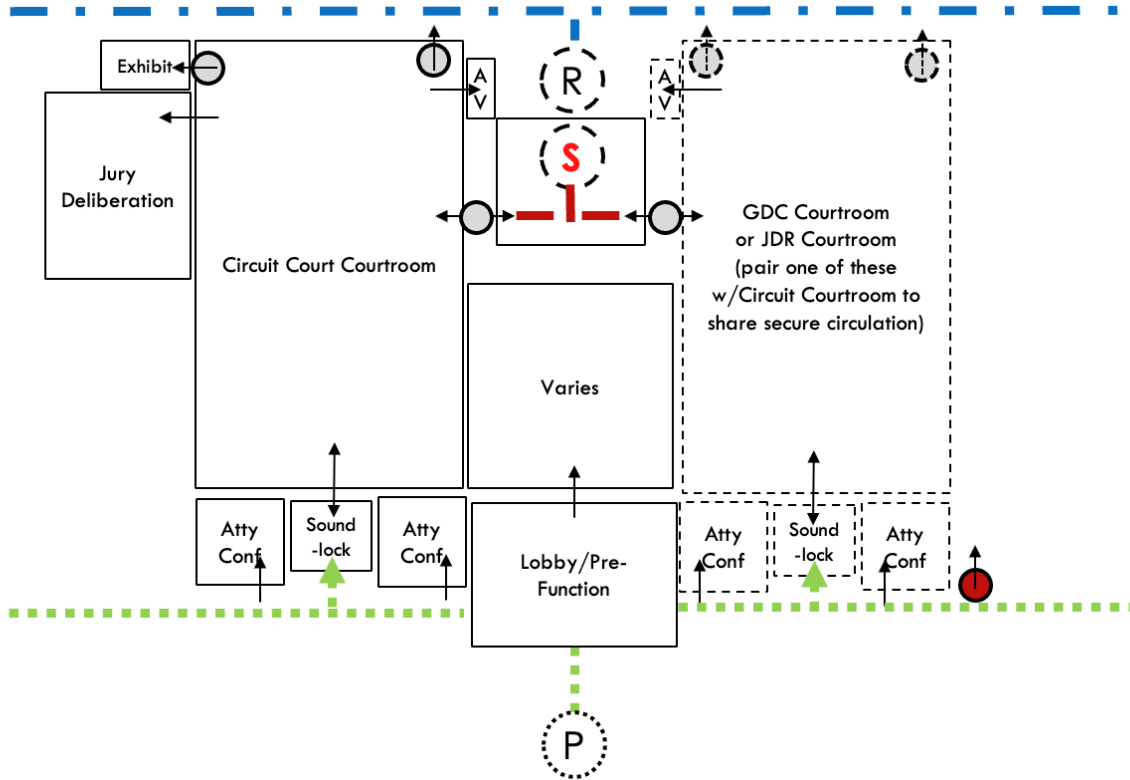 Exhibit
A
V
R
A
V
S
Jury
Deliberation
Circuit Court Courtroom
GDC Courtroom
or JDR Courtroom
(pair one of these
w/Circuit Courtroom to
share secure circulation)
Varies
Atty
Conf
Sound
-lock
Atty
Conf
Lobby/Pre-
Function
Atty
Conf
Sound
-lock
Atty
Conf
P